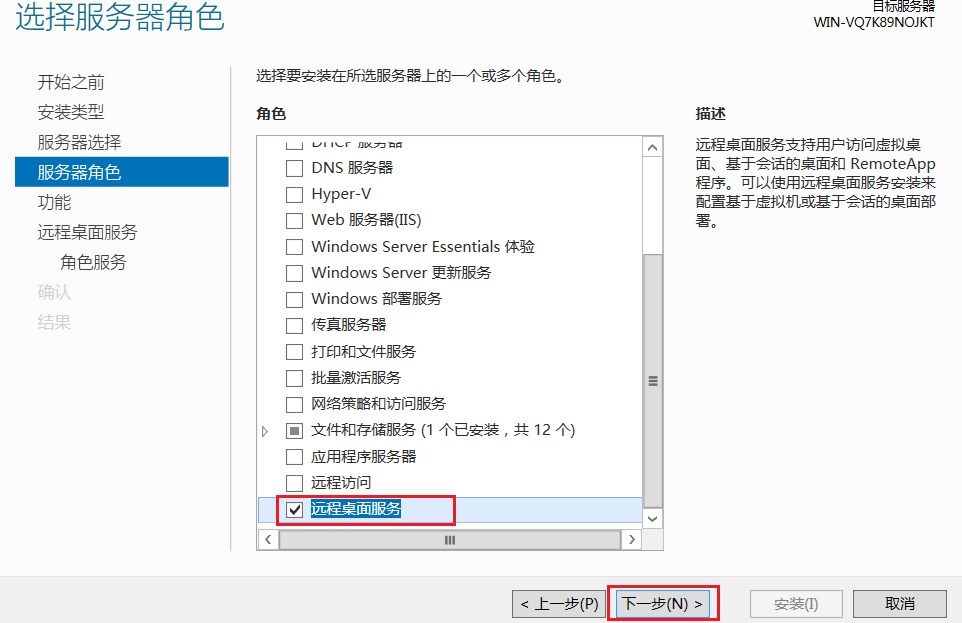 选择服务器角色
目标服务器
WIN-VQ7K89NOJKT
开始之前
安装类型
服务器选择
服务器角色
功能
远程桌面服务
角色服务
确认
结果
选择要安装在所选服务器上的一个或多个角色。
角色
DHCP 服务器
DNS 服务器
Hyper-V
Web 服务器(IIS)
Windows Server Essentials 体验
Windows Server 更新服务
Windows 部署服务
传真服务器
打印和文件服务
批量激活服务
网络策略和访问服务
文件和存储服务 (1 个已安装，共 12 个)
应用程序服务器
远程访问
远程桌面服务
描述
远程桌面服务支持用户访问虚拟桌
面、基于会话的桌面和 RemoteApp
程序。可以使用远程桌面服务安装来
配置基于虚拟机或基于会话的桌面部
署。
< 上一步(P)
下一步(N) >
安装(I)
取消